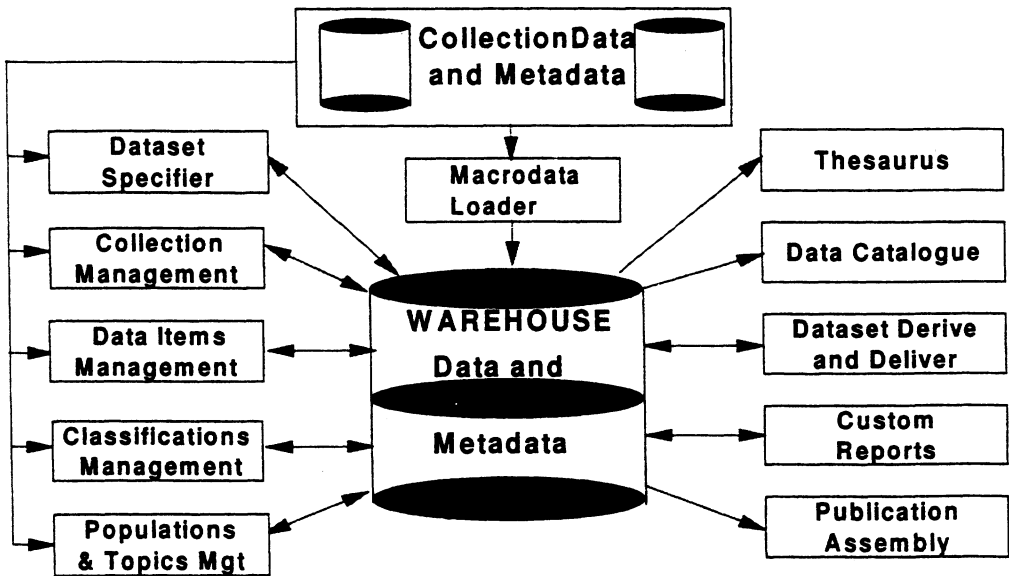 CollectionData
and Metadata
Dataset
Specifier
Macrodata
Loader
Thesaurus
Collection
Management
Data Catalogue
WAREHOUSE
Data and
Metadata
Data Items
Management
Dataset Derive
and Deliver
Classifications
Management
Custom
Reports
Populations
& Topics Mgt
Publication
Assembly